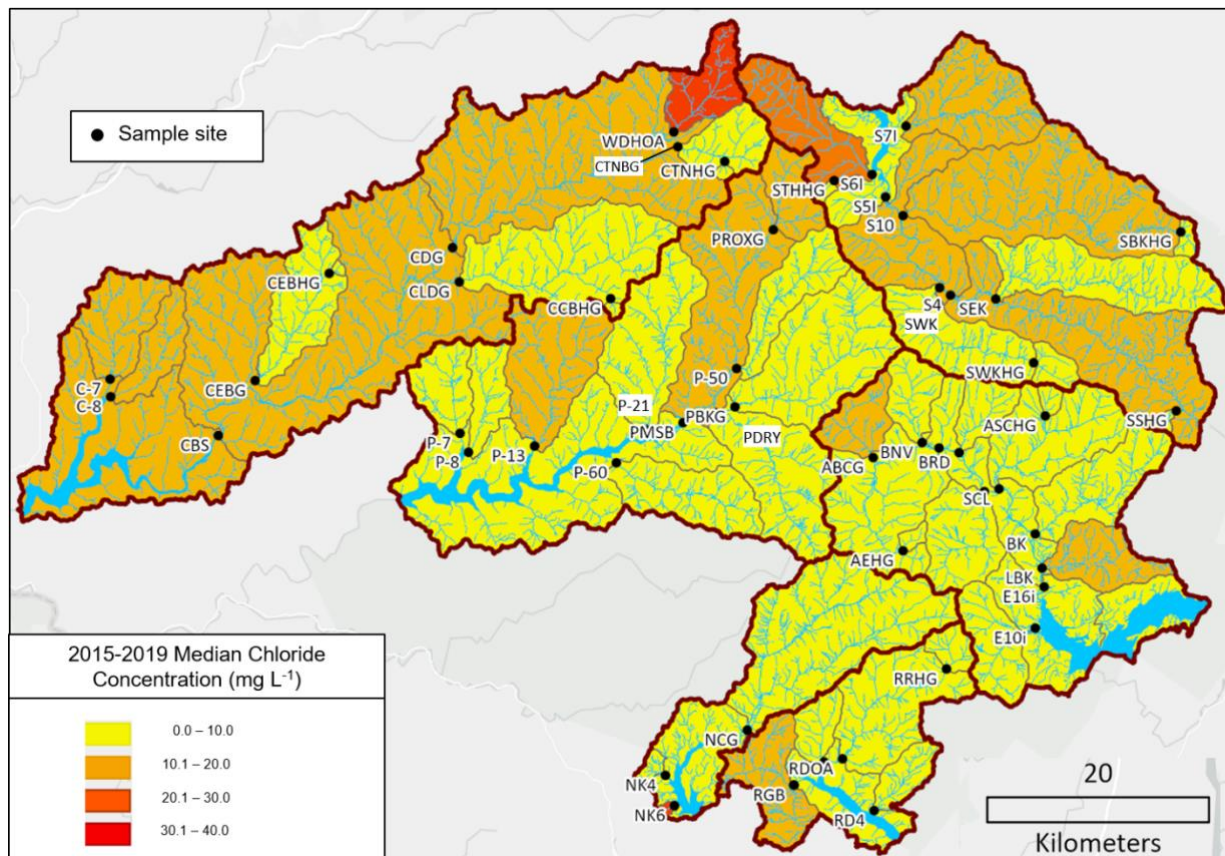 Sample site
WDHOA
CTNBG
CTNHG
S7I
STHHG
S6I
S5I
S10
PROXG
SBKHG
CDG
CEBHG
CLDG
CCBHG
S4
SEK
SWK
SWKHG
P-50
C-7
C-8
CEBG
P-21
PBKG
PMSB
PDRY
ASCHG
SSHG
CBS
P-7
P-8
P-13
P-60
BNV
BRD
ABCG
SCL
BK
AEHG
LBK
E16i
E10i
RRHG
NCG
NK4
NK6
RDOA
RGB
RD4
2015-2019 Median Chloride
Concentration (mg L-1)
0.0 – 10.0
10.1 – 20.0
20.1 – 30.0
30.1 – 40.0
20
Kilometers